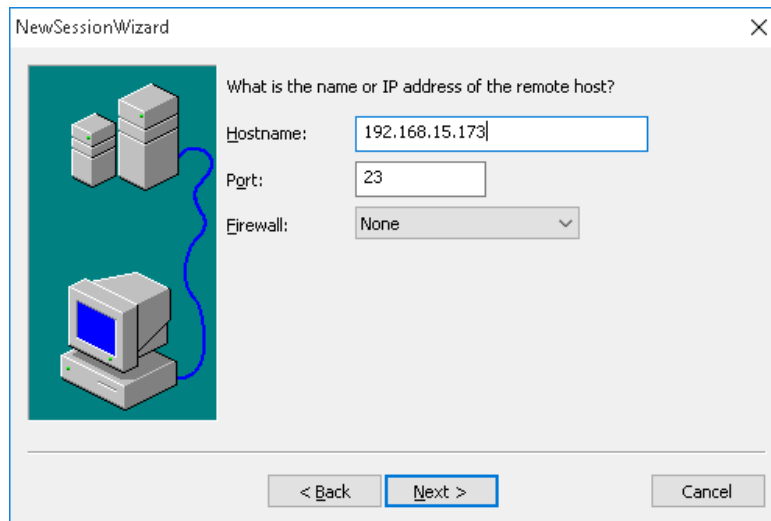 NewSessionWizard
What is the name or IP address of the remote host?
Hostname: 192.168.15.173
Port: 23
Firewall: None
< Back Next > Cancel